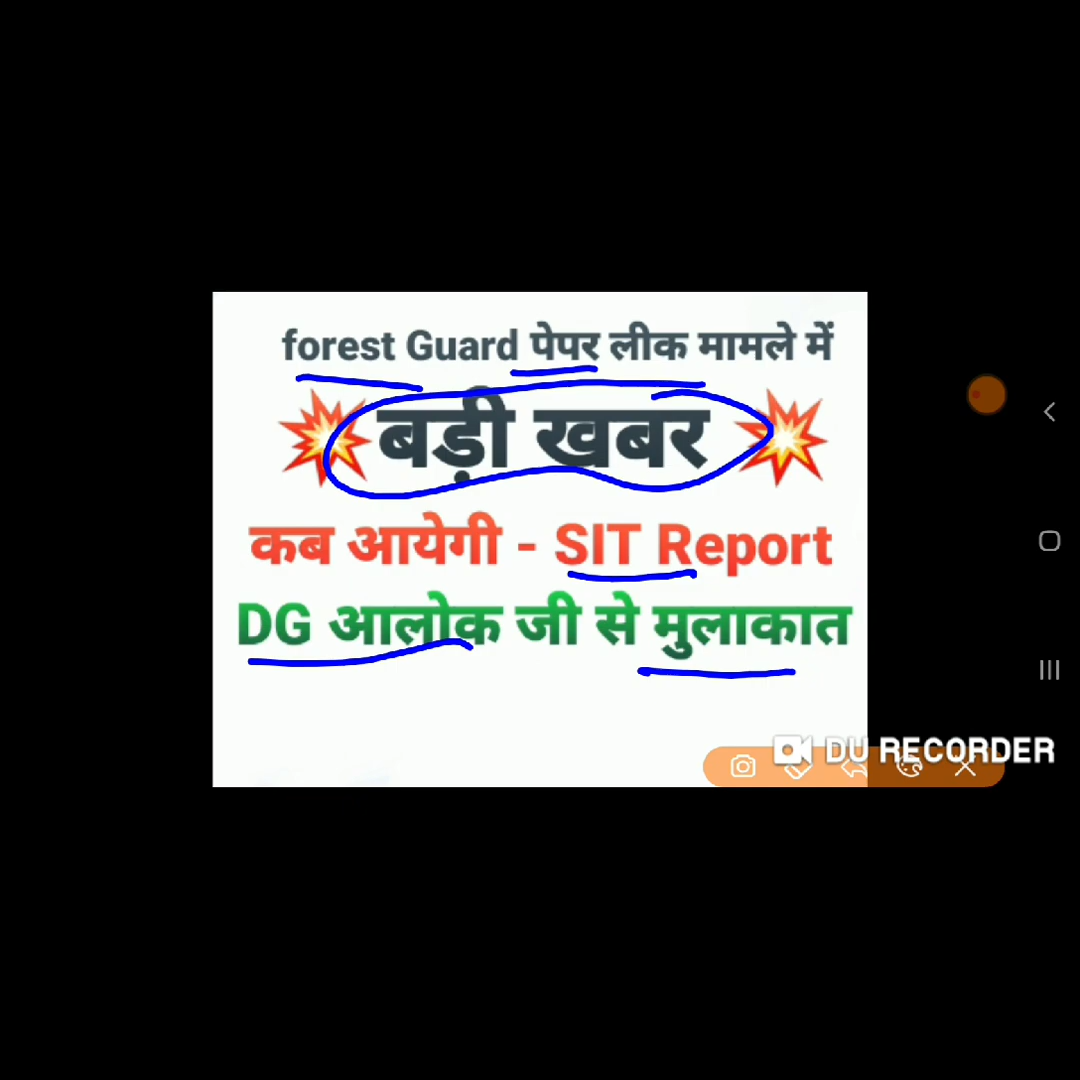 forest Guard पेपर लीक मामले में
बड़ी खबर
कब आयेगी - SIT Report
DG आलोक जी से मुलाकात
DU RECORDER